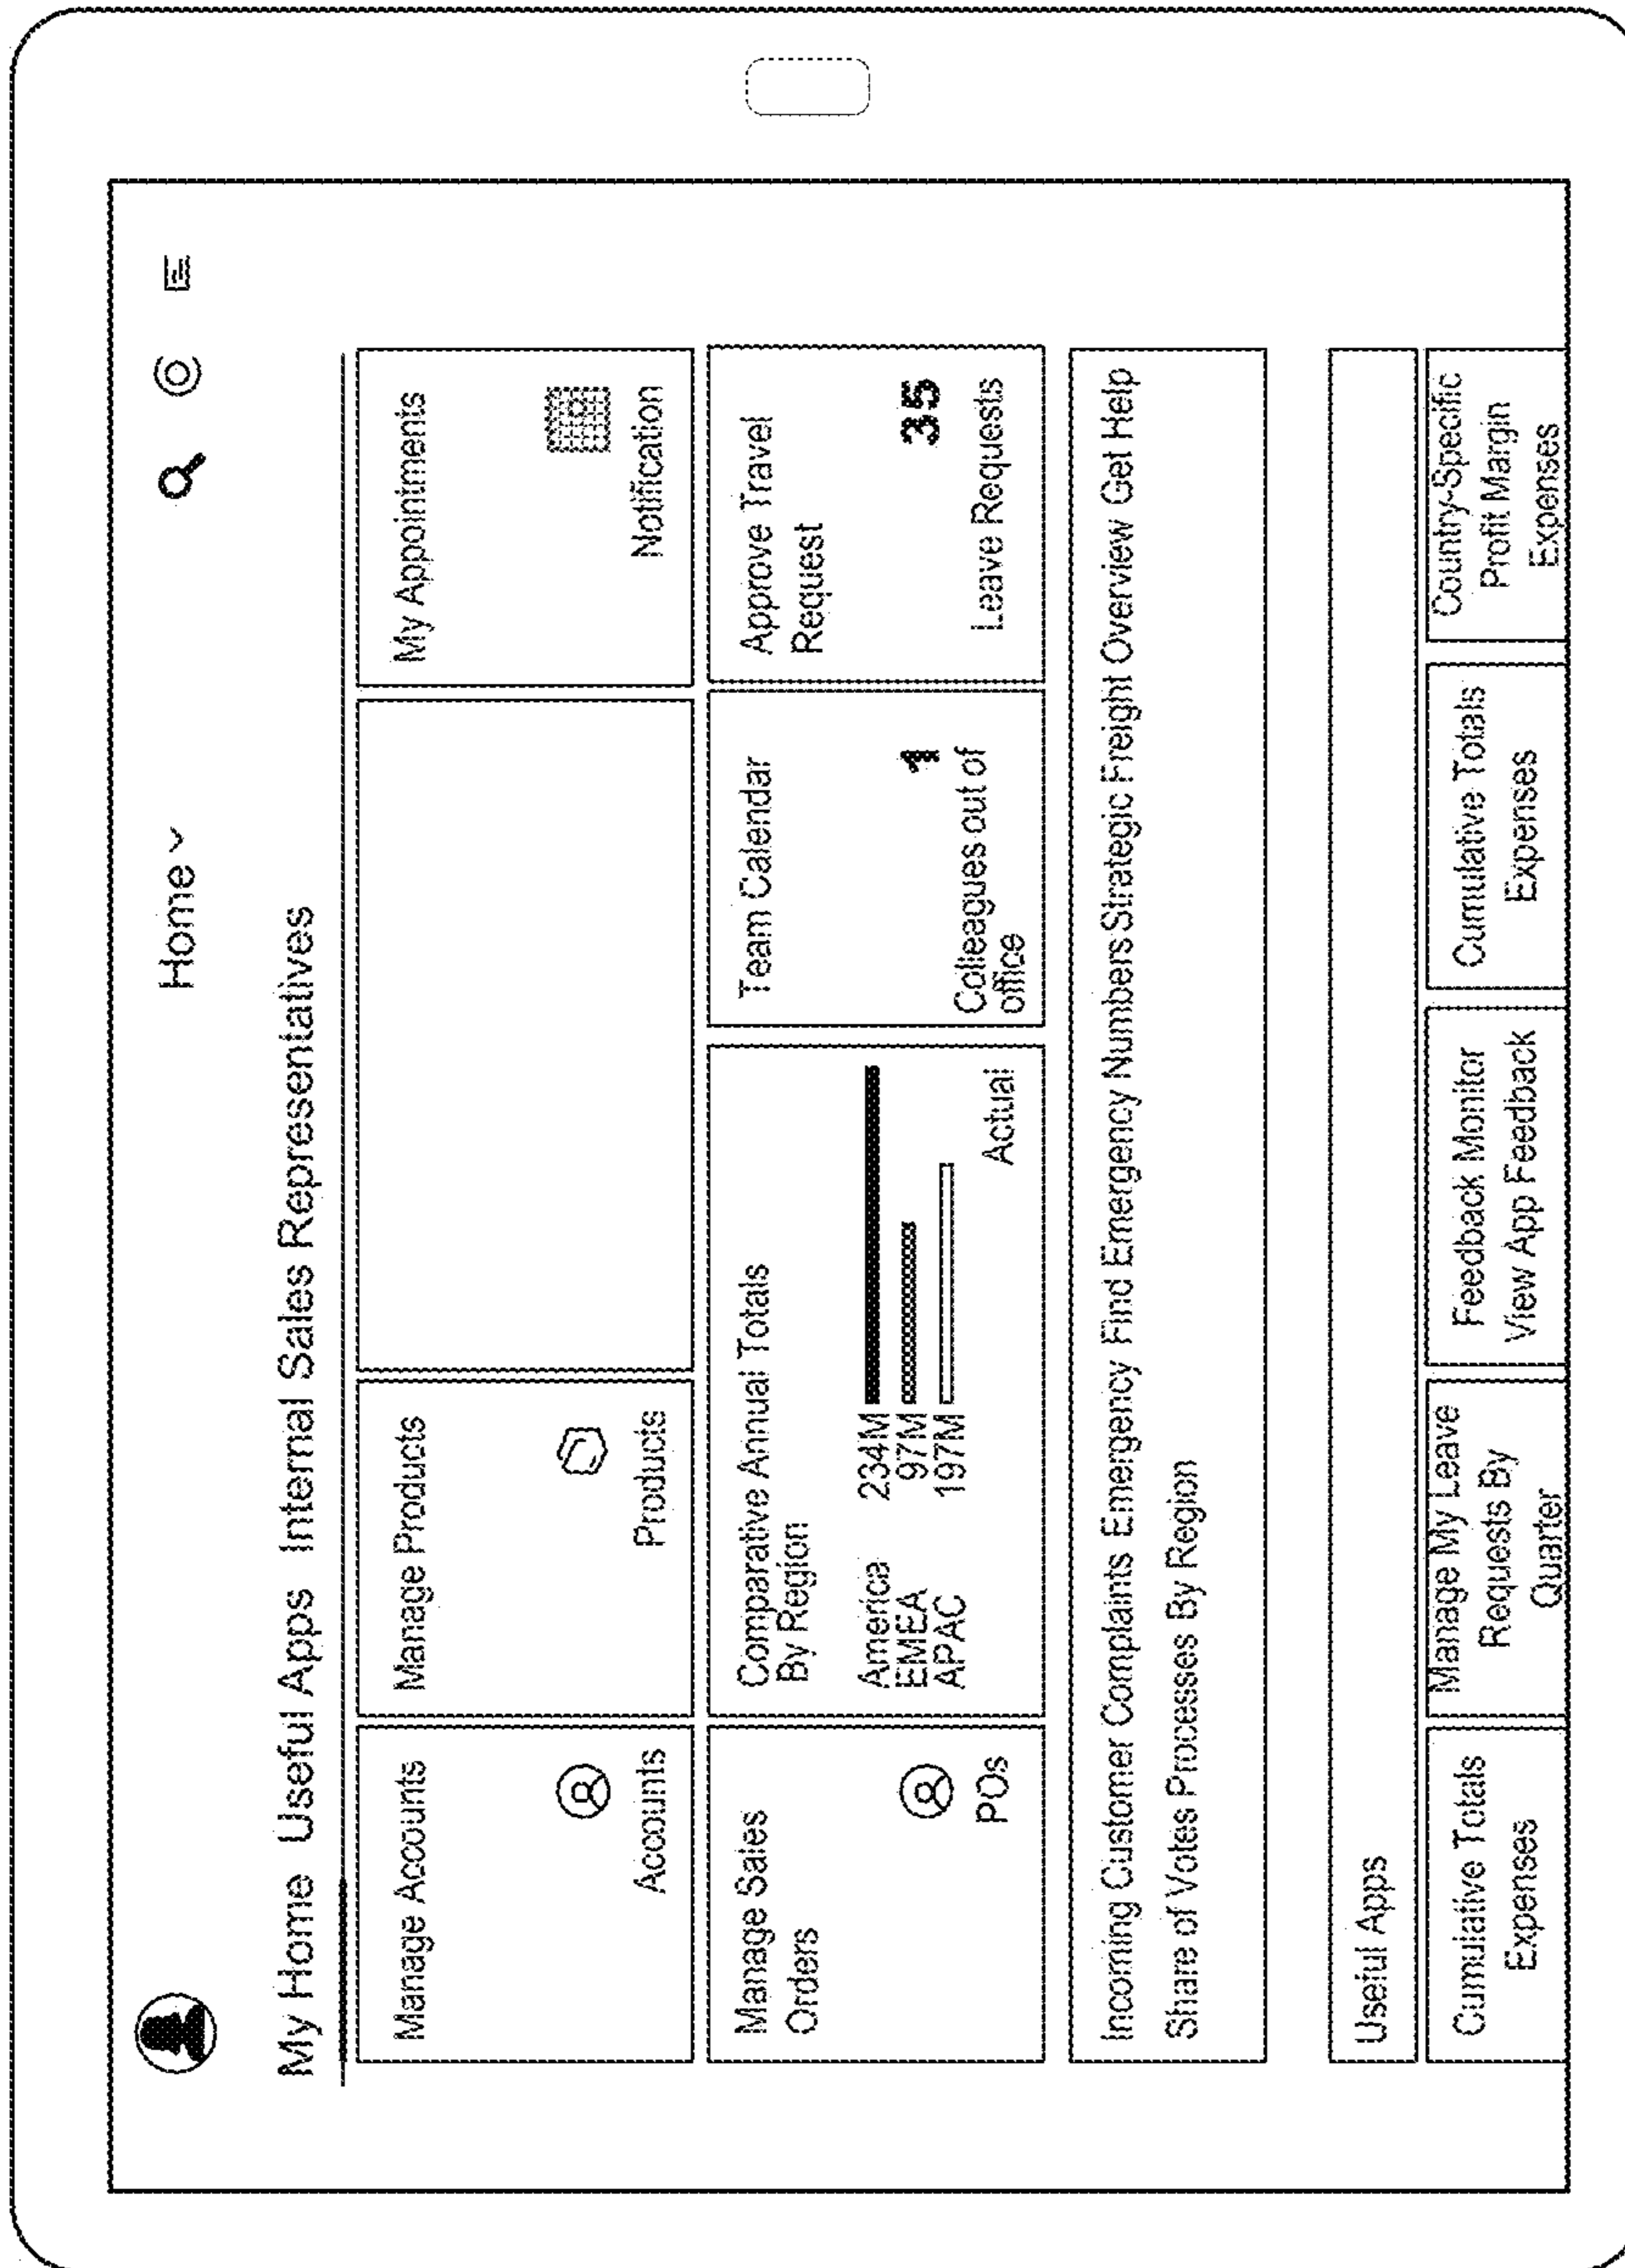 Home
My Home Useful Apps Internal Sales Representatives
Manage Accounts
Accounts
Manage Products
Products
My Appointments
Notification
Manage Sales
Orders
POs
Comparative Annual Totals
By Region
America 234M
EMEA 97M
APAC 197M
Actual
Team Calendar
1
Colleagues out of
office
Approve Travel
Request
35
Leave Requests
Incoming Customer Complaints Emergency Find Emergency Numbers Strategic Freight Overview Get Help
Share of Votes Processes By Region
Useful Apps
Cumulative Totals
Expenses
Manage My Leave
Requests By
Quarter
Feedback Monitor
View App Feedback
Cumulative Totals
Expenses
Country-Specific
Profit Margin
Expenses